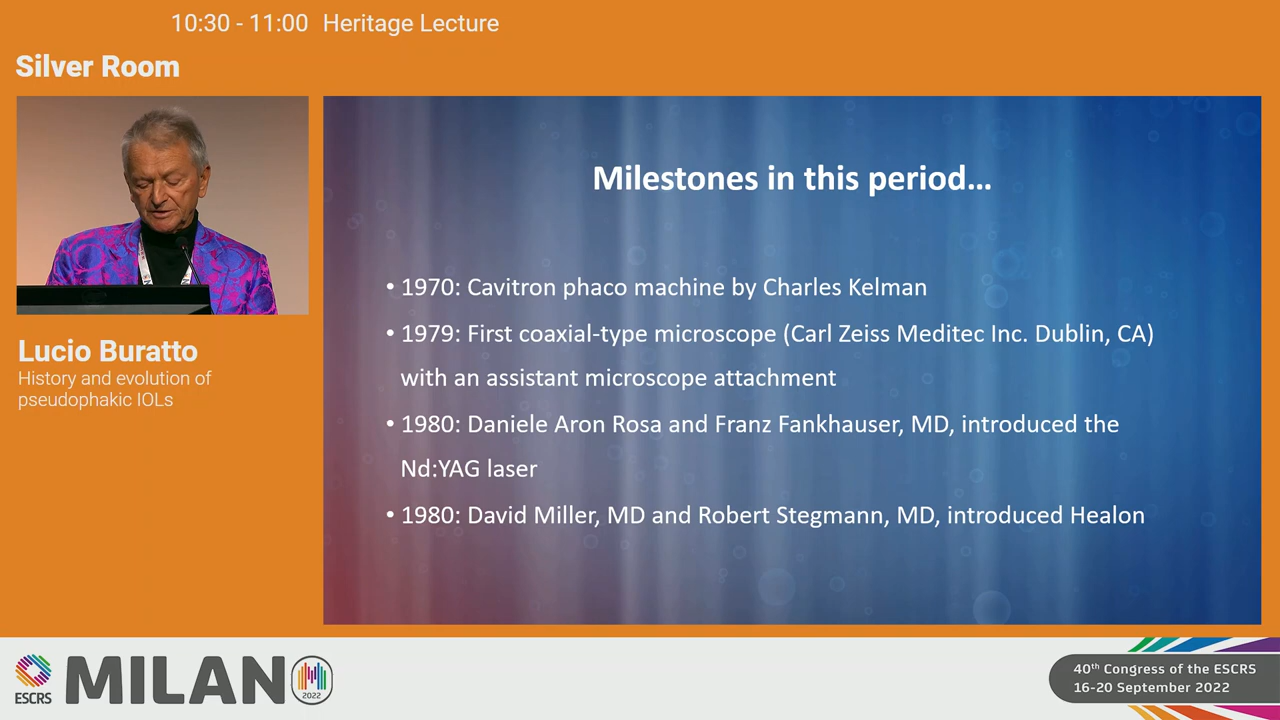 10:30 - 11:00 Heritage Lecture
Silver Room
Lucio Buratto
History and evolution of
pseudophakic IOLs
Milestones in this period...
• 1970: Cavitron phaco machine by Charles Kelman
• 1979: First coaxial-type microscope (Carl Zeiss Meditec Inc. Dublin, CA)
with an assistant microscope attachment
• 1980: Daniele Aron Rosa and Franz Fankhauser, MD, introduced the
Nd:YAG laser
• 1980: David Miller, MD and Robert Stegmann, MD, introduced Healon
ESCRS
MILANO
2022
40th Congress of the ESCRS
16-20 September 2022